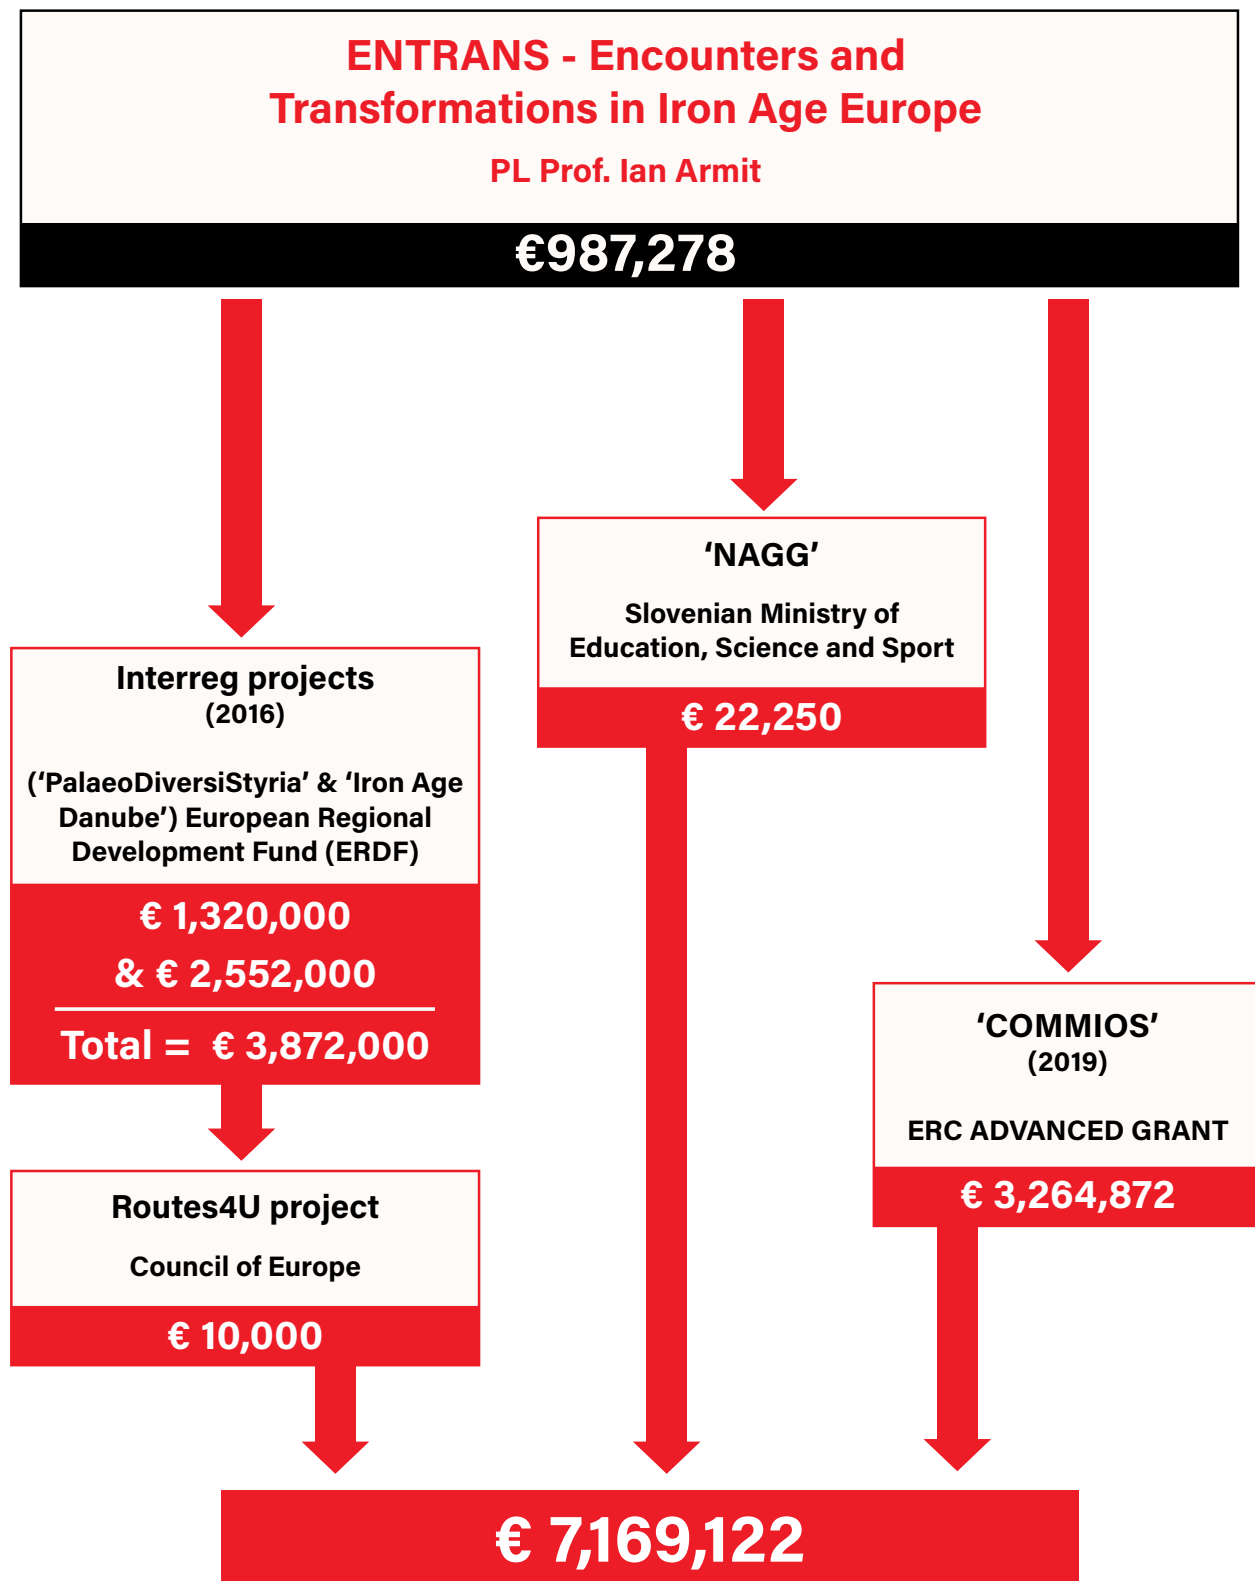 ENTRANS - Encounters and
Transformations in Iron Age Europe
PL Prof. Ian Armit
€987,278
‘NAGG’
Slovenian Ministry of
Education, Science and Sport
€ 22,250
Interreg projects
(2016)
(‘PalaeoDiversiStyria’ & ‘Iron Age
Danube’) European Regional
Development Fund (ERDF)
€ 1,320,000
& € 2,552,000
Total = € 3,872,000
‘COMMIOS’
(2019)
ERC ADVANCED GRANT
€ 3,264,872
Routes4U project
Council of Europe
€ 10,000
€ 7,169,122